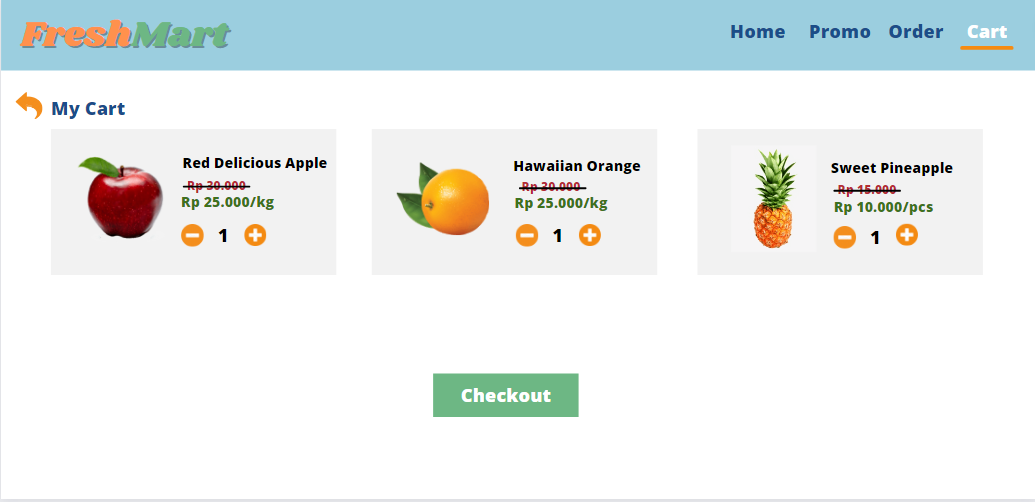 FreshMart
Home Promo Order Cart
My Cart
Red Delicious Apple
Rp 30.000
Rp 25.000/kg
1
Hawaiian Orange
Rp 30.000
Rp 25.000/kg
1
Sweet Pineapple
Rp 15.000
Rp 10.000/pcs
1
Checkout